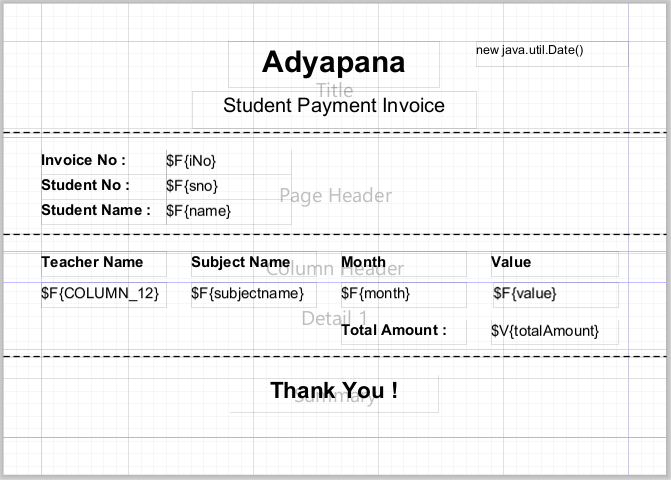 Adyapana
new java.util.Date()
Title
Student Payment Invoice
Invoice No : $F{iNo}
Student No : $F{sno}
Page Header
Student Name : $F{name}
Teacher Name Subject Name Month Value
Column Header
$F{COLUMN_12} $F{subjectname} $F{month} $F{value}
Detail 1
Total Amount : $V{totalAmount}
Thank You !
Summary